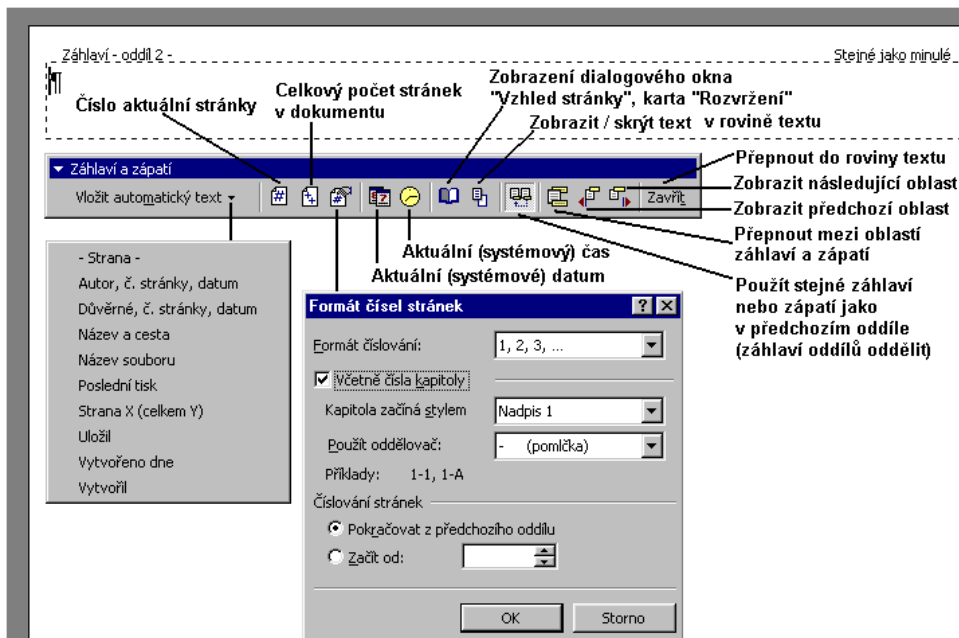 Záhlaví - oddíl 2 -
Stejné jako minulé
¶
Číslo aktuální stránky
Celkový počet stránek
v dokumentu
Zobrazení dialogového okna
"Vzhled stránky", karta "Rozvržení"
Zobrazit / skrýt text v rovině textu
Záhlaví a zápatí
Vložit automatický text
Zavřít
Přepnout do roviny textu
Zobrazit následující oblast
Zobrazit předchozí oblast
Přepnout mezi oblastí
záhlaví a zápatí
Použít stejné záhlaví
nebo zápatí jako
v předchozím oddíle
(záhlaví oddílů oddělit)
Aktuální (systémový) čas
Aktuální (systémové) datum
- Strana -
Autor, č. stránky, datum
Důvěrné, č. stránky, datum
Název a cesta
Název souboru
Poslední tisk
Strana X (celkem Y)
Uložil
Vytvořeno dne
Vytvořil
Formát čísel stránek
Formát číslování:
1, 2, 3, ...
Včetně čísla kapitoly
Kapitola začíná stylem
Nadpis 1
Použít oddělovač:
- (pomlčka)
Příklady: 1-1, 1-A
Číslování stránek
Pokračovat z předchozího oddílu
Začít od:
OK
Storno